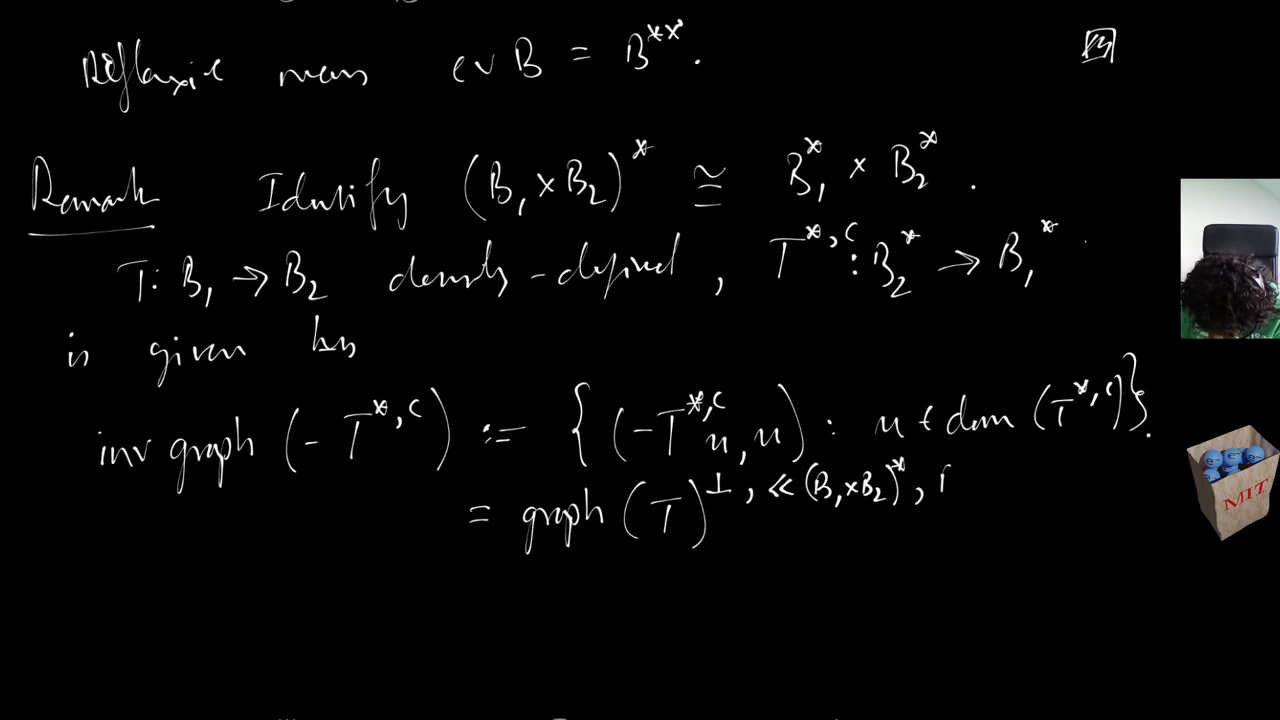 Reflexive means ev B = B**.
Remark Identify (B₁ × B₂)* ≅ B₁* × B₂*.
T: B₁ → B₂ densely-defined, T*,c : B₂* → B₁*.
is given by
inv graph (- T*,c) := { (-T*,c u, u) : u ∈ dom (T*,c)}.
= graph (T)⊥, ≪ (B₁×B₂)*,
MIT